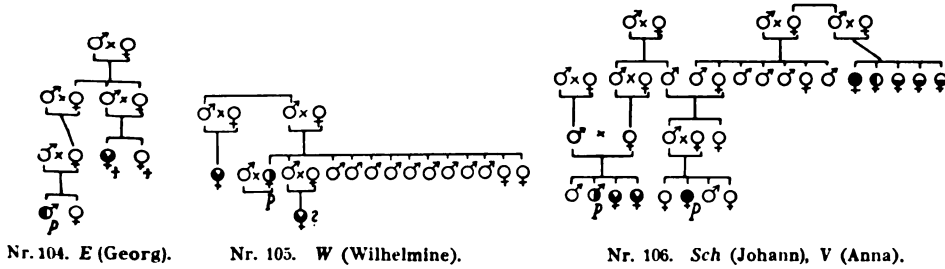 p
p
?
p
p
Nr. 104. E (Georg).
Nr. 105. W (Wilhelmine).
Nr. 106. Sch (Johann), V (Anna).